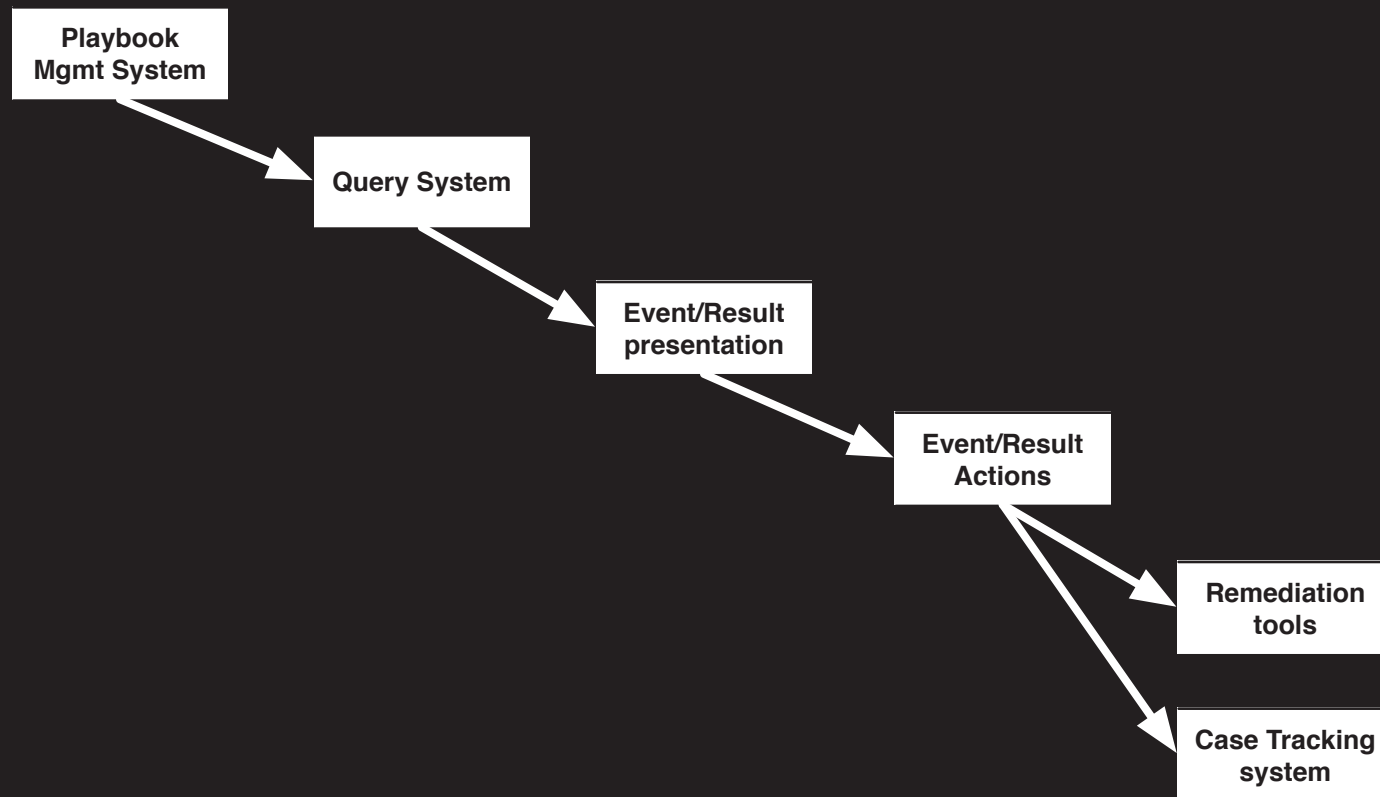 Playbook
Mgmt System
Query System
Event/Result
presentation
Event/Result
Actions
Remediation
tools
Case Tracking
system